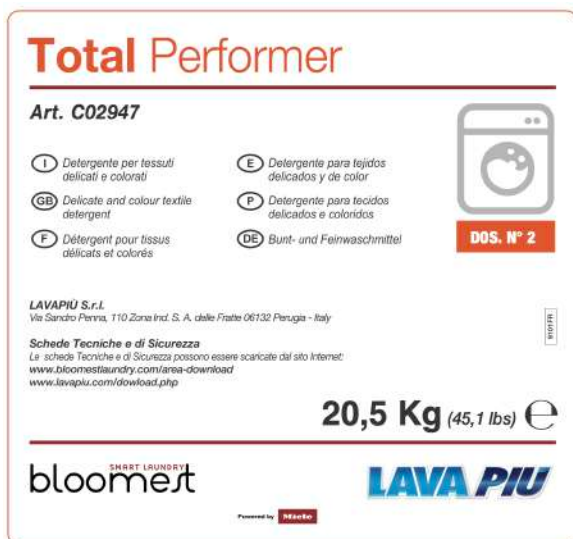 Total Performer
Art. C02947
I Detergente per tessuti
delicati e colorati
GB Delicate and colour textile
detergent
F Détergent pour tissus
délicats et colorés
E Detergente para tejidos
delicados y de color
P Detergente para tecidos
delicados e coloridos
DE Bunt- und Feinwaschmittel
DOS. N° 2
LAVAPIÙ S.r.l.
Via Sandro Penna, 110 Zona Ind. S. A. delle Fratte 06132 Perugia - Italy
Schede Tecniche e di Sicurezza
Le schede Tecniche e di Sicurezza possono essere scaricate dal sito Internet:
www.bloomestlaundry.com/area-download
www.lavapiu.com/dowload.php
20,5 Kg (45,1 lbs) ℮
SMART LAUNDRY
bloomest
LAVA PIU
Powered by Miele